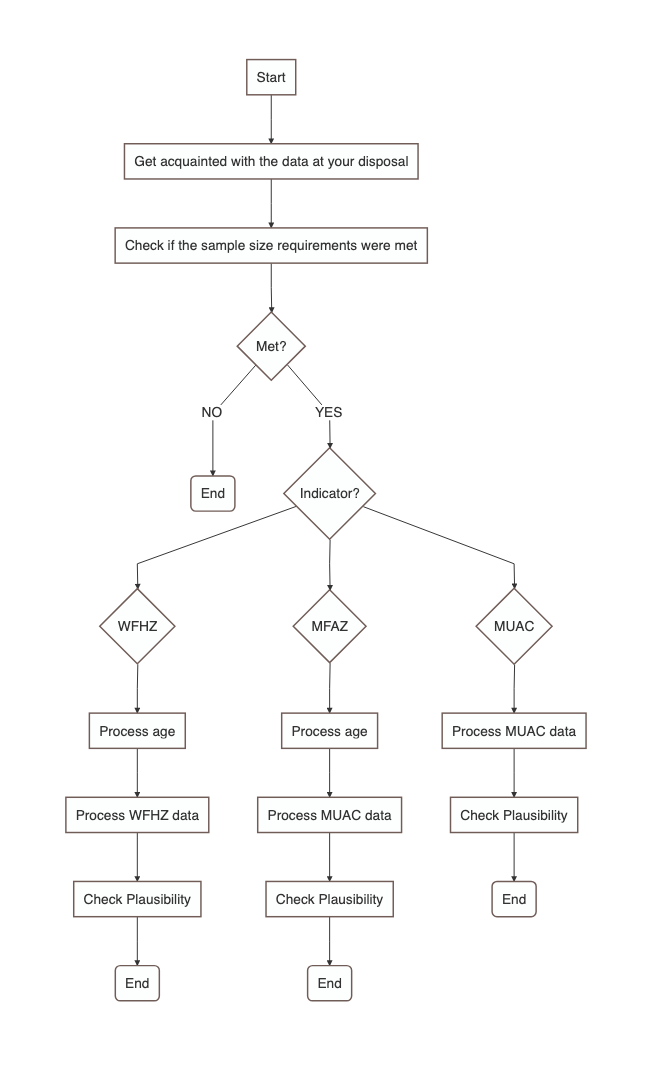 Start
Get acquainted with the data at your disposal
Check if the sample size requirements were met
Met?
NO
YES
End
Indicator?
WFHZ
MFAZ
MUAC
Process age
Process age
Process MUAC data
Process WFHZ data
Process MUAC data
Check Plausibility
Check Plausibility
Check Plausibility
End
End
End